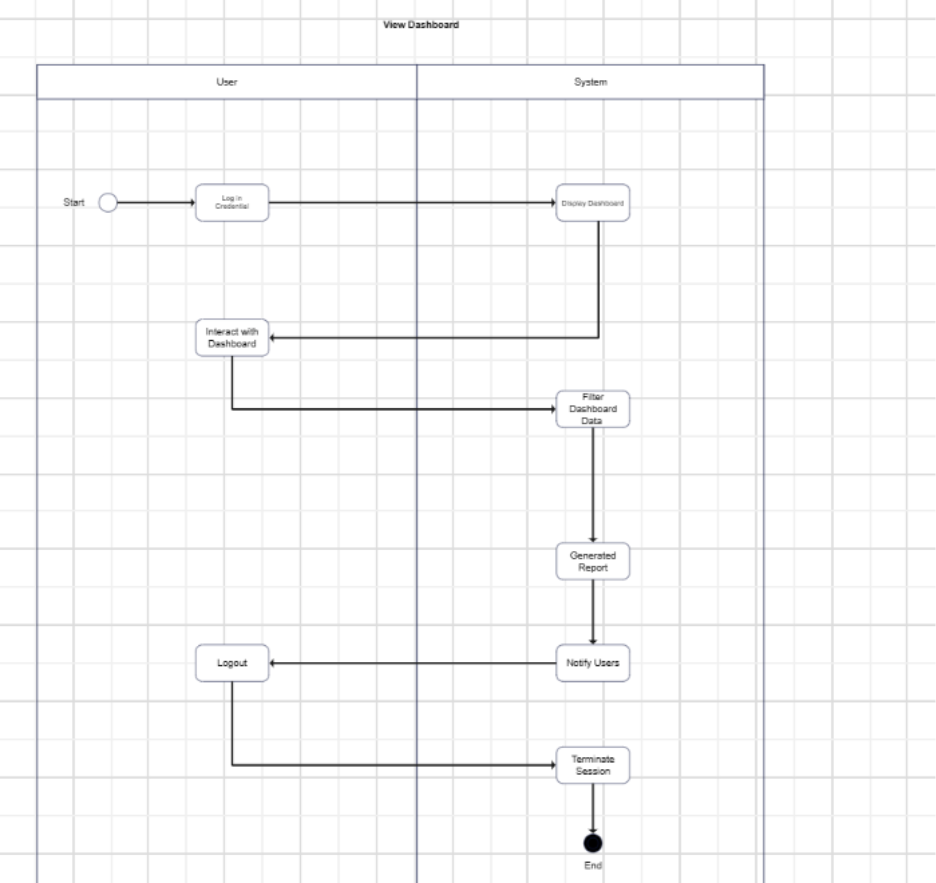 View Dashboard
User
System
Start
Log in
Credential
Display Dashboard
Interact with
Dashboard
Filter
Dashboard
Data
Generated
Report
Logout
Notify Users
Terminate
Session
End